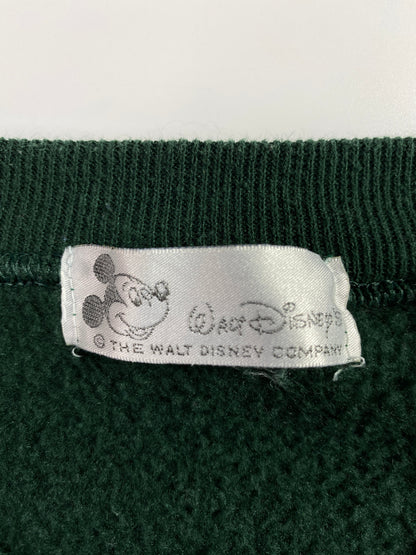 Walt Disney's
© THE WALT DISNEY COMPANY